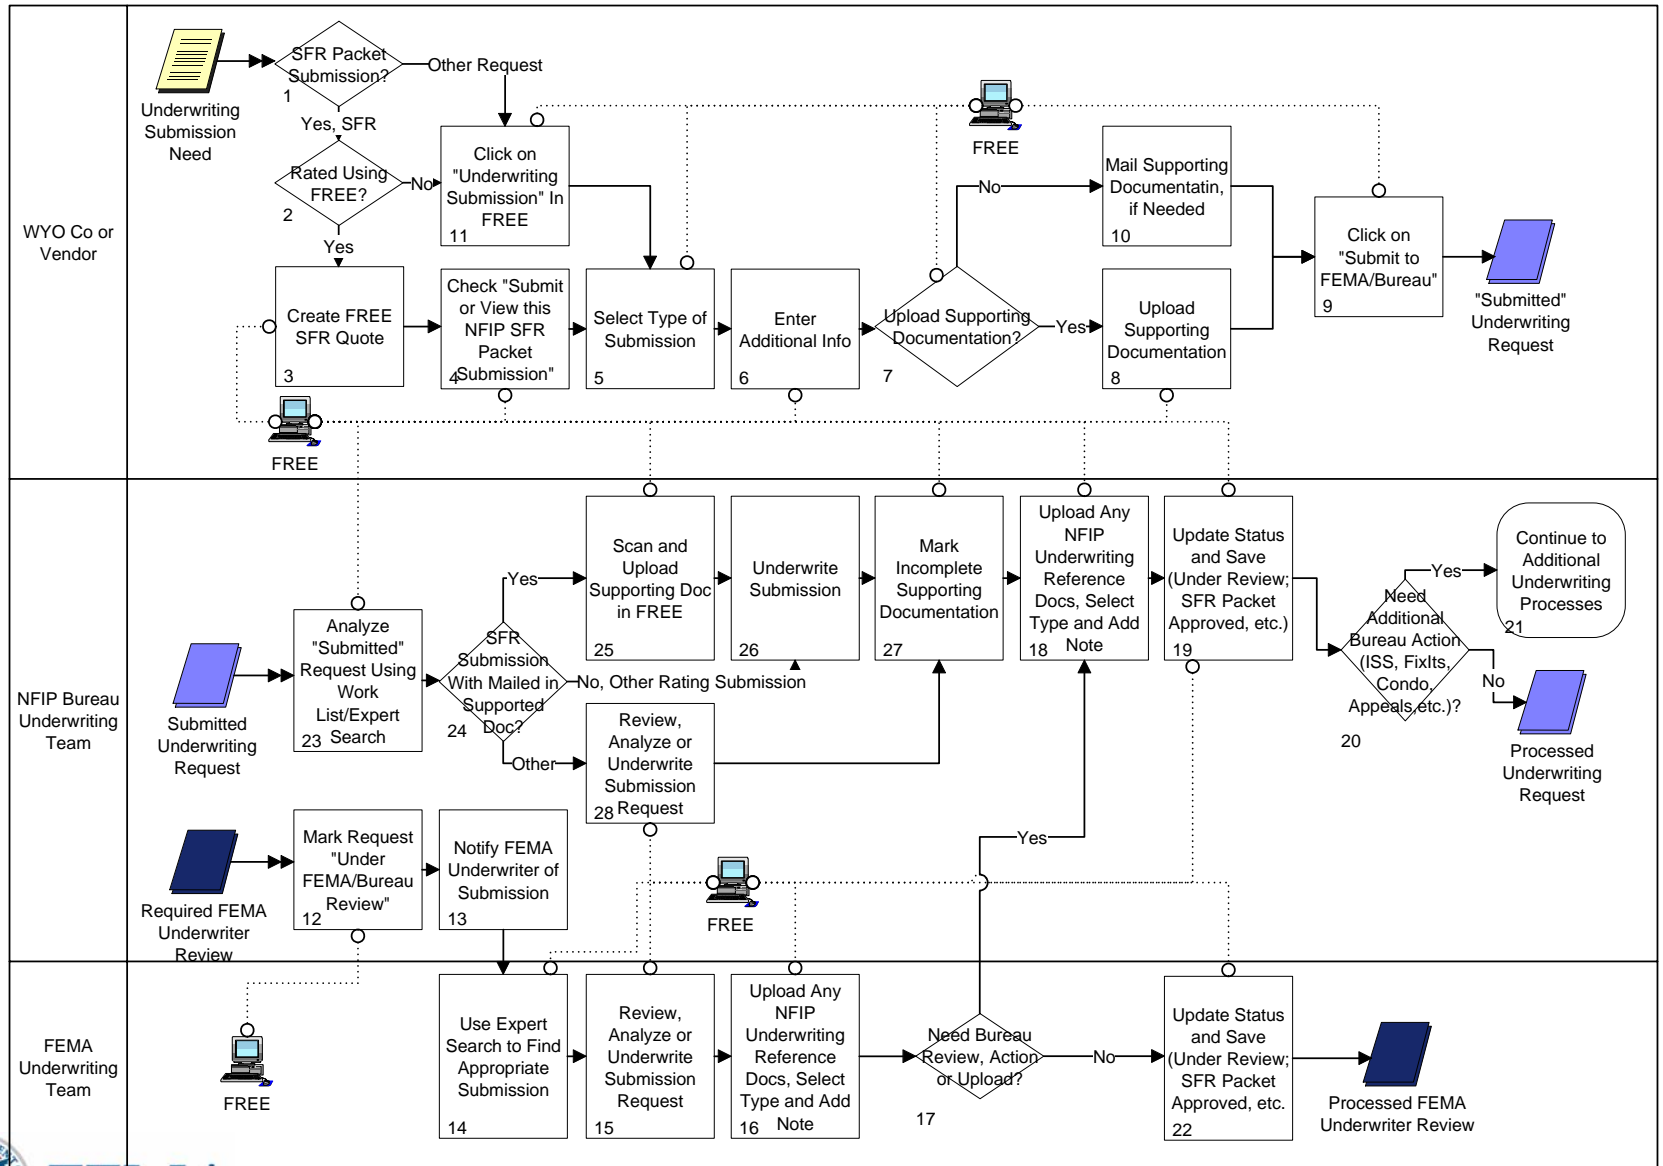 WYO Co or
Vendor
Underwriting
Submission
Need
SFR Packet
Submission?
1
Other Request
Yes, SFR
Rated Using
FREE?
2
No
Yes
Click on
"Underwriting
Submission" In
FREE
11
FREE
Create FREE
SFR Quote
3
Check "Submit
or View this
NFIP SFR
Packet
Submission"
4
Select Type of
Submission
5
Enter
Additional Info
6
Upload Supporting
Documentation?
7
No
Yes
Mail Supporting
Documentatin,
if Needed
10
Upload
Supporting
Documentation
8
Click on
"Submit to
FEMA/Bureau"
9
"Submitted"
Underwriting
Request
FREE
NFIP Bureau
Underwriting
Team
Submitted
Underwriting
Request
Analyze
"Submitted"
Request Using
Work
List/Expert
Search
23
SFR
Submission
With Mailed in
Supported
Doc?
24
Yes
No, Other Rating Submission
Other
Scan and
Upload
Supporting Doc
in FREE
25
Underwrite
Submission
26
Mark
Incomplete
Supporting
Documentation
27
Upload Any
NFIP
Underwriting
Reference
Docs, Select
Type and Add
Note
18
Update Status
and Save
(Under Review;
SFR Packet
Approved, etc.)
19
Need
Additional
Bureau Action
(ISS, FixIts,
Condo,
Appeals,etc.)?
20
Yes
No
Continue to
Additional
Underwriting
Processes
21
Processed
Underwriting
Request
Review,
Analyze or
Underwrite
Submission
Request
28
Required FEMA
Underwriter
Review
Mark Request
"Under
FEMA/Bureau
Review"
12
Notify FEMA
Underwriter of
Submission
13
FREE
Yes
FEMA
Underwriting
Team
FREE
Use Expert
Search to Find
Appropriate
Submission
14
Review,
Analyze or
Underwrite
Submission
Request
15
Upload Any
NFIP
Underwriting
Reference
Docs, Select
Type and Add
Note
16
Need Bureau
Review, Action
or Upload?
17
No
Update Status
and Save
(Under Review;
SFR Packet
Approved, etc.
22
Processed FEMA
Underwriter Review